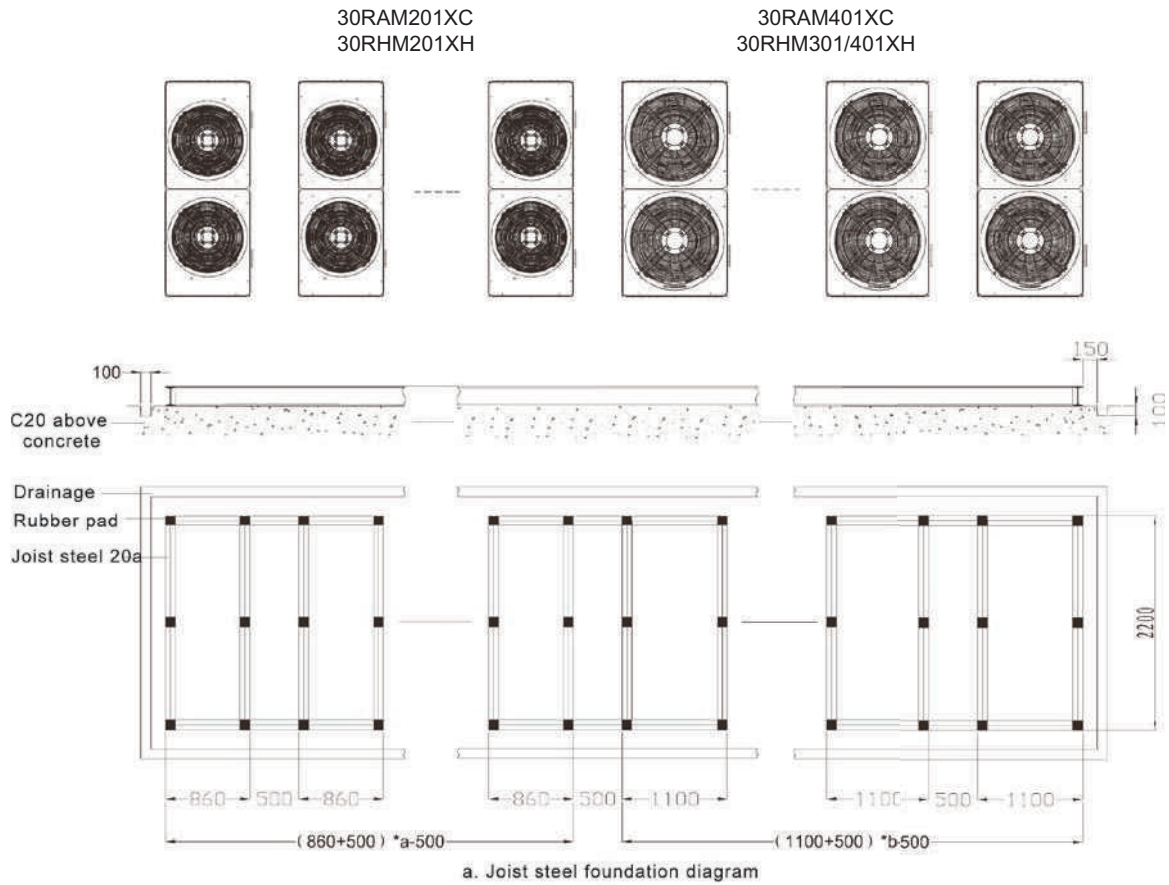 30RAM201XC
30RHM201XH
30RAM401XC
30RHM301/401XH
100
150
100
C20 above
concrete
Drainage
Rubber pad
Joist steel 20a
2200
860 500 860
860 500 1100
1100 500 1100
(860+500) *a-500
(1100+500) *b-500
a. Joist steel foundation diagram